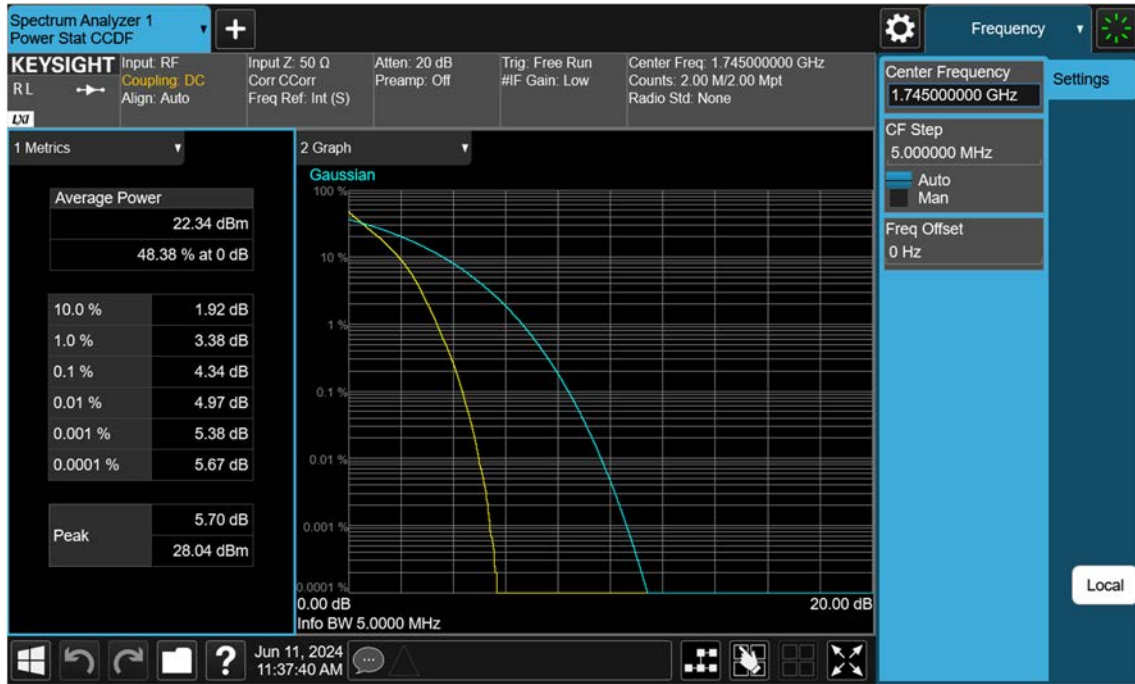 Spectrum Analyzer 1
Power Stat CCDF
Frequency
KEYSIGHT
RL
LXI
Input: RF
Coupling: DC
Align: Auto
Input Z: 50 Ω
Corr CCorr
Freq Ref: Int (S)
Atten: 20 dB
Preamp: Off
Trig: Free Run
#IF Gain: Low
Center Freq: 1.745000000 GHz
Counts: 2.00 M/2.00 Mpt
Radio Std: None
Center Frequency
1.745000000 GHz
Settings
CF Step
5.000000 MHz
Auto
Man
Freq Offset
0 Hz
Local
1 Metrics
Average Power
22.34 dBm
48.38 % at 0 dB
10.0 % 1.92 dB
1.0 % 3.38 dB
0.1 % 4.34 dB
0.01 % 4.97 dB
0.001 % 5.38 dB
0.0001 % 5.67 dB
Peak
5.70 dB
28.04 dBm
2 Graph
Gaussian
100 %
10 %
1 %
0.1 %
0.01 %
0.001 %
0.0001 %
0.00 dB 20.00 dB
Info BW 5.0000 MHz
?
Jun 11, 2024
11:37:40 AM